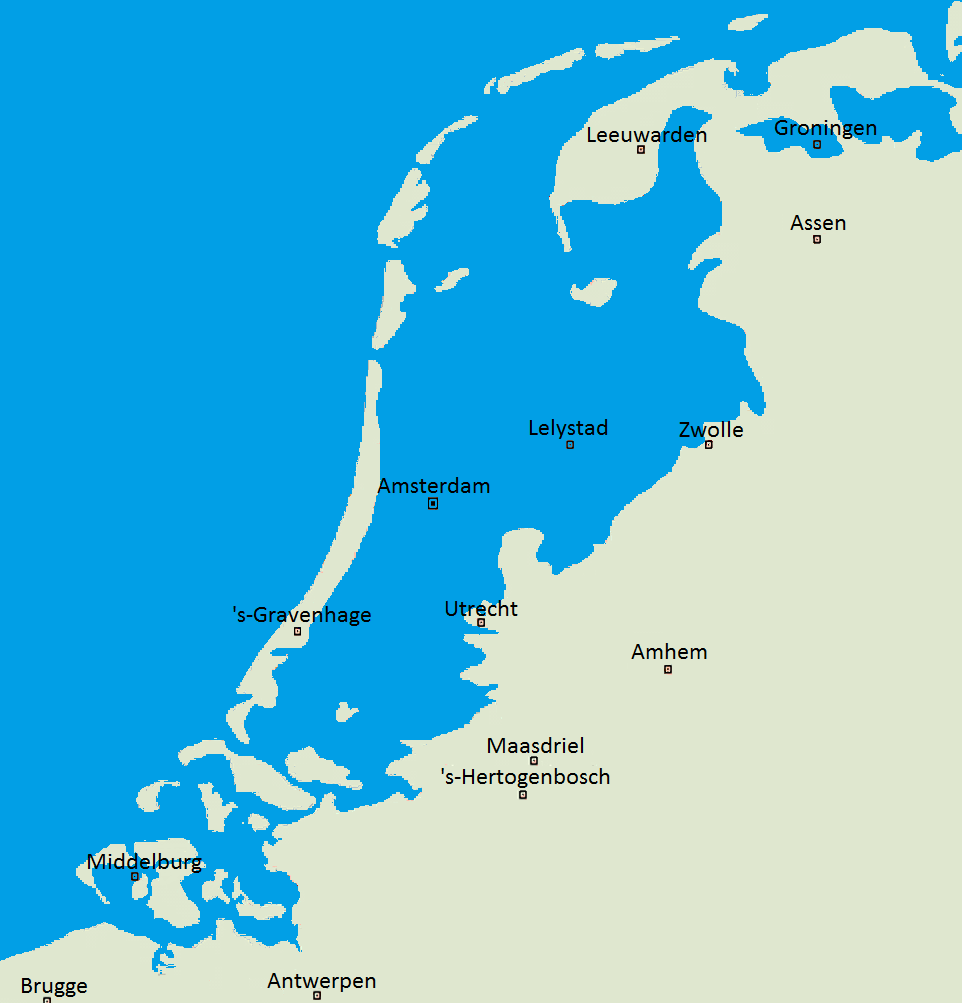 Groningen
Leeuwarden
Assen
Lelystad
Zwolle
Amsterdam
Utrecht
's-Gravenhage
Amhem
Maasdriel
's-Hertogenbosch
Middelburg
Antwerpen
Brugge